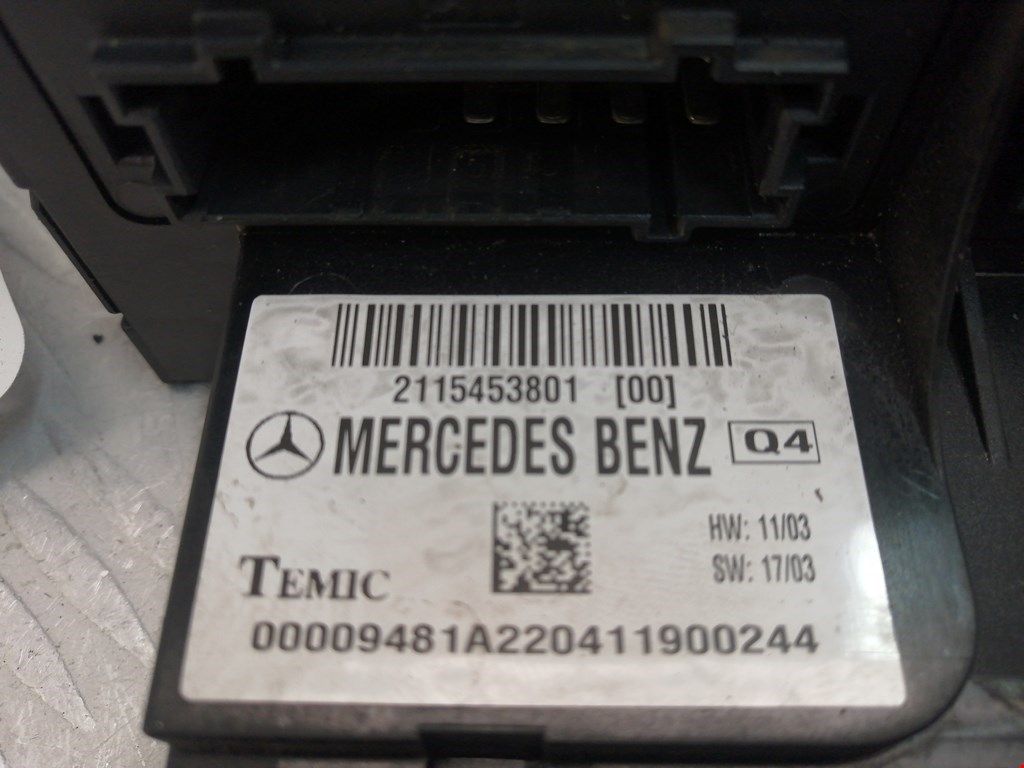 2115453801 [00]
MERCEDES BENZ Q4
HW: 11/03
SW: 17/03
TEMIC
00009481A220411900244